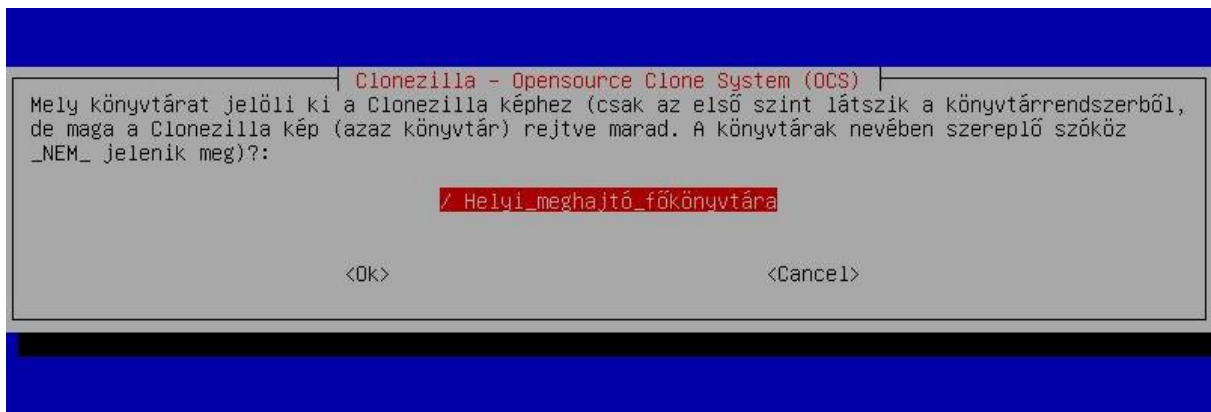 Clonezilla - Opensource Clone System (OCS)
Mely könyvtárat jelöli ki a Clonezilla képhez (csak az első szint látszik a könyvtárrendszerből,
de maga a Clonezilla kép (azaz könyvtár) rejtve marad. A könyvtárak nevében szereplő szóköz
_NEM_ jelenik meg)?:
/ Helyi_meghajtó_főkönyvtára
<Ok> <Cancel>